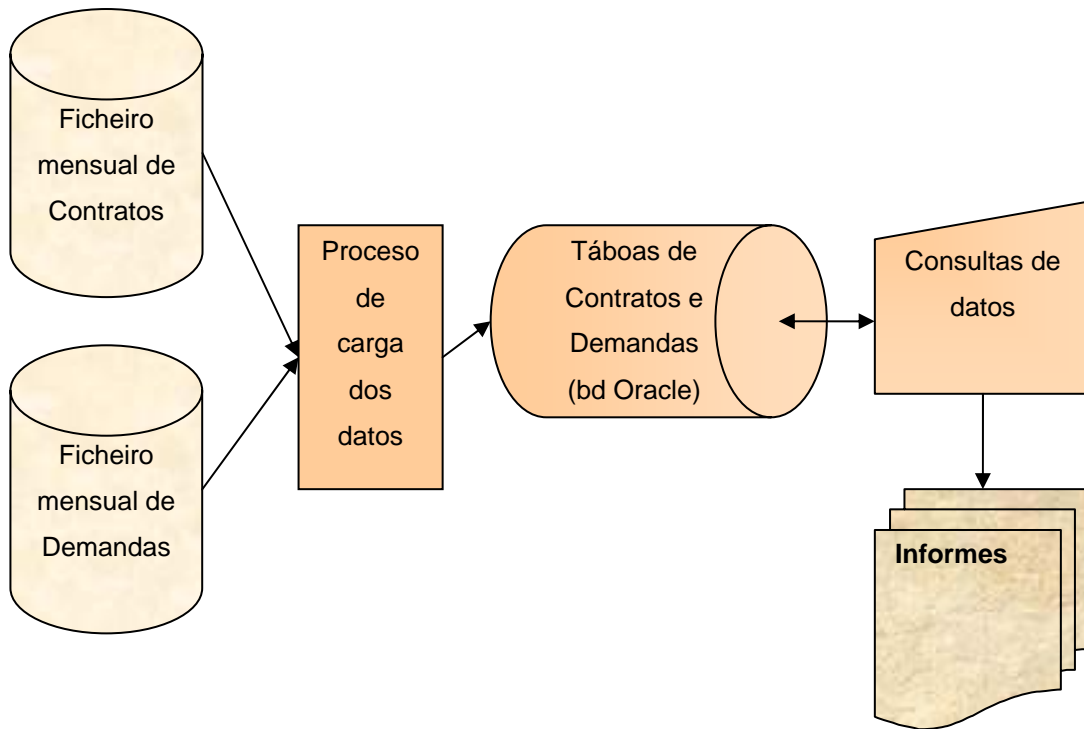 Ficheiro
mensual de
Contratos
Ficheiro
mensual de
Demandas
Proceso
de
carga
dos
datos
Táboas de
Contratos e
Demandas
(bd Oracle)
Consultas de
datos
Informes